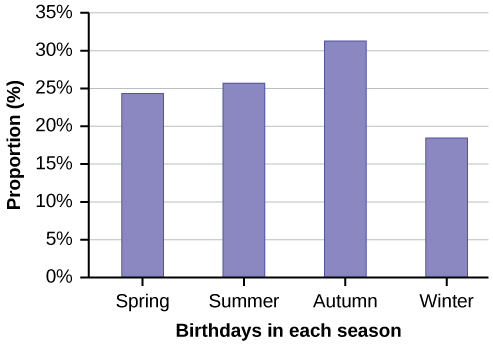 35%
30%
25%
20%
15%
10%
5%
0%
Proportion (%)
Spring Summer Autumn Winter
Birthdays in each season